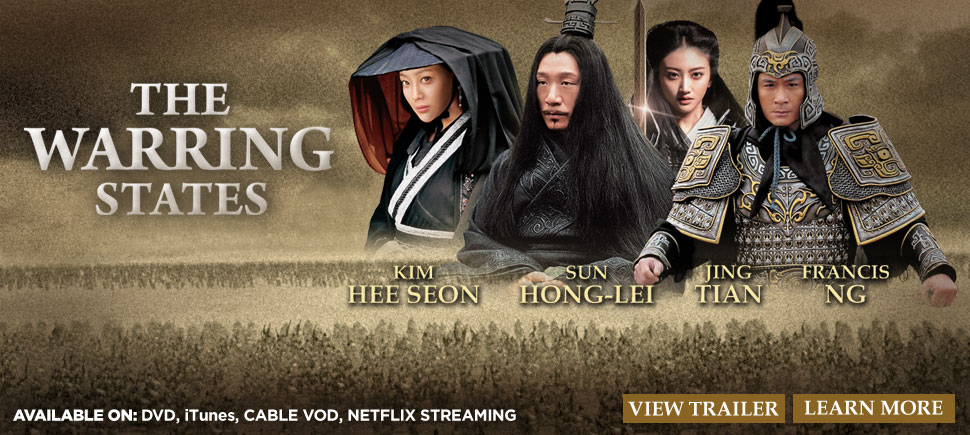 THE
WARRING
STATES
KIM
HEE SEON
SUN
HONG-LEI
JING
TIAN
FRANCIS
NG
AVAILABLE ON: DVD, iTunes, CABLE VOD, NETFLIX STREAMING
VIEW TRAILER
LEARN MORE